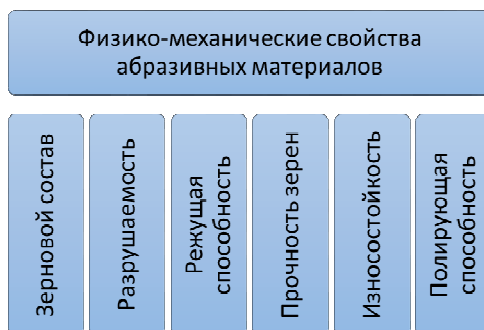 Физико-механические свойства
абразивных материалов
Зерновой состав
Разрушаемость
Режущая
способность
Прочность зерен
Износостойкость
Полирующая
способность